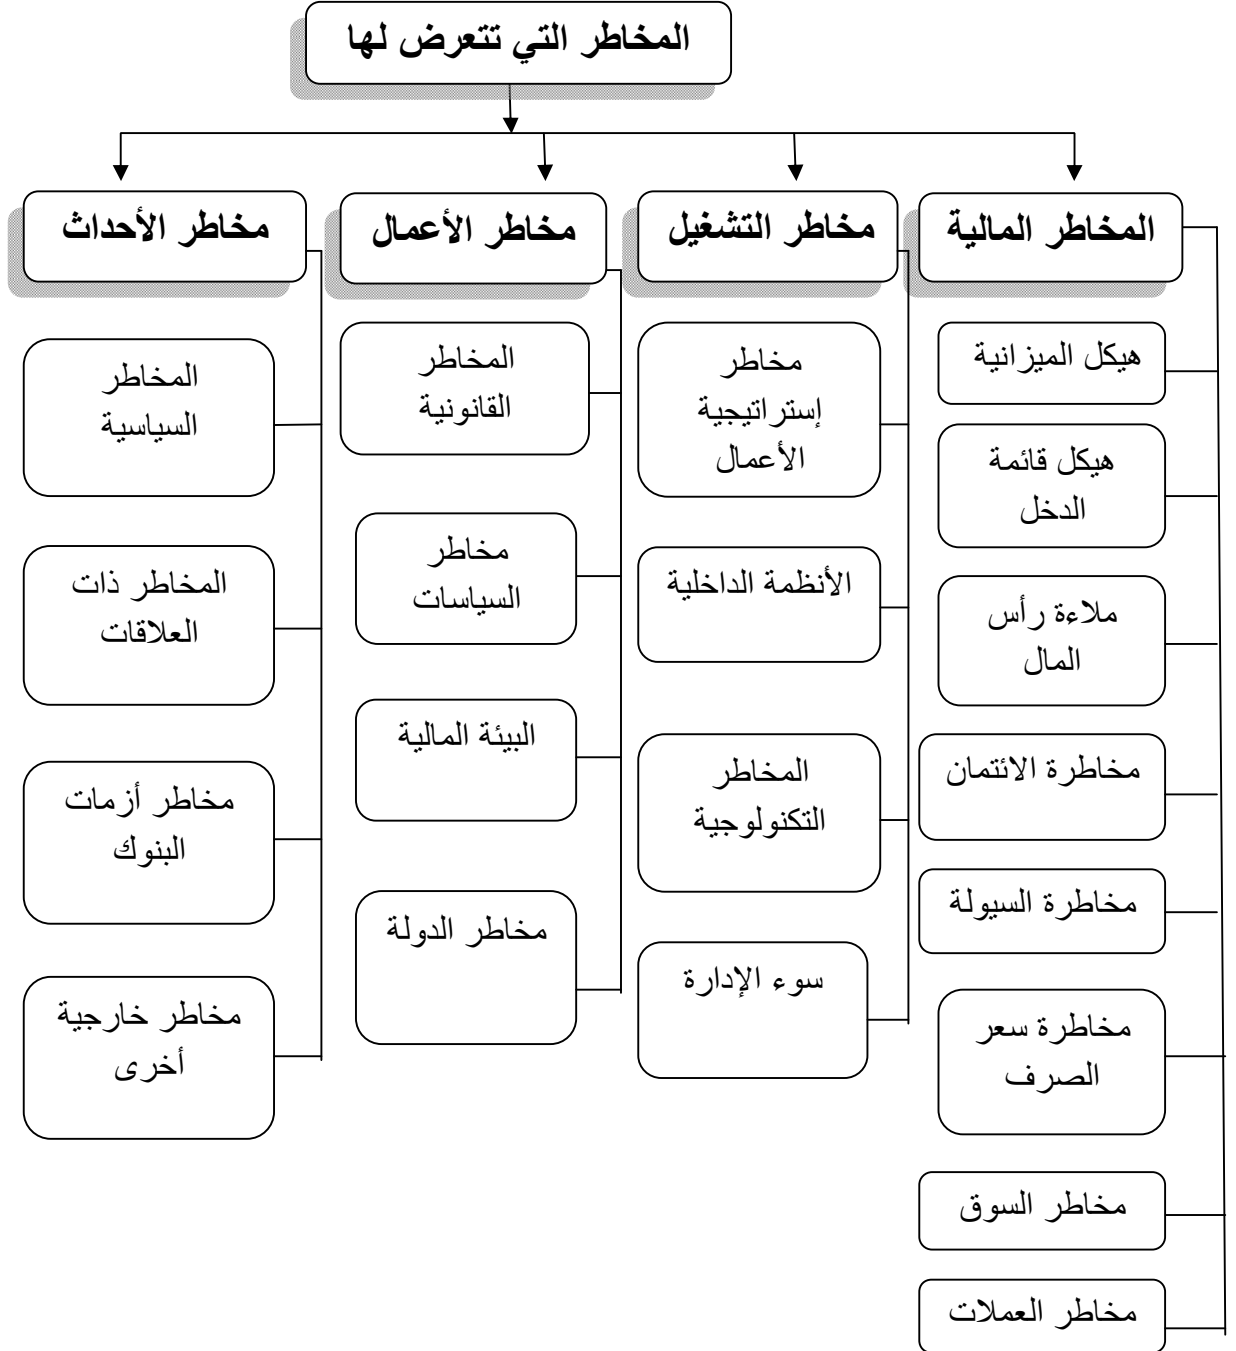 المخاطر التي تتعرض لها
المخاطر المالية
مخاطر التشغيل
مخاطر الأعمال
مخاطر الأحداث
هيكل الميزانية
هيكل قائمة
الدخل
ملاءة رأس
المال
مخاطرة الائتمان
مخاطرة السيولة
مخاطرة سعر
الصرف
مخاطر السوق
مخاطر العملات
مخاطر
إستراتيجية
الأعمال
الأنظمة الداخلية
المخاطر
التكنولوجية
سوء الإدارة
المخاطر
القانونية
مخاطر
السياسات
البيئة المالية
مخاطر الدولة
المخاطر
السياسية
المخاطر ذات
العلاقات
مخاطر أزمات
البنوك
مخاطر خارجية
أخرى